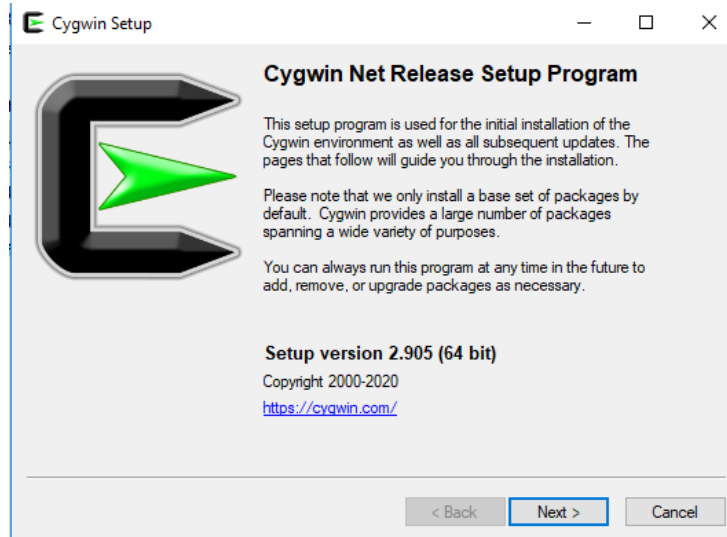 Cygwin Setup
Cygwin Net Release Setup Program
This setup program is used for the initial installation of the
Cygwin environment as well as all subsequent updates. The
pages that follow will guide you through the installation.
Please note that we only install a base set of packages by
default. Cygwin provides a large number of packages
spanning a wide variety of purposes.
You can always run this program at any time in the future to
add, remove, or upgrade packages as necessary.
Setup version 2.905 (64 bit)
Copyright 2000-2020
https://cygwin.com/
< Back Next > Cancel